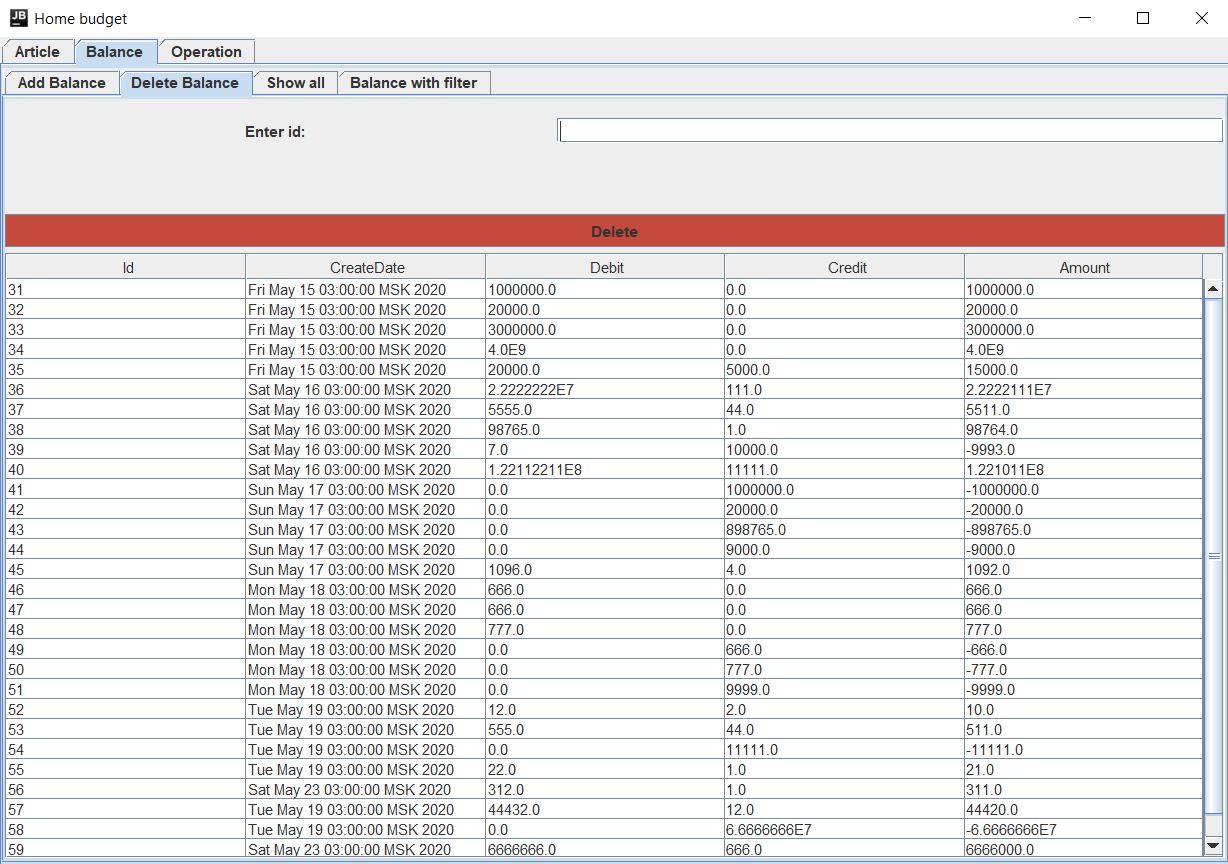 JB Home budget
Article Balance Operation
Add Balance Delete Balance Show all Balance with filter
Enter id:
Delete
Id CreateDate Debit Credit Amount
31 Fri May 15 03:00:00 MSK 2020 1000000.0 0.0 1000000.0
32 Fri May 15 03:00:00 MSK 2020 20000.0 0.0 20000.0
33 Fri May 15 03:00:00 MSK 2020 3000000.0 0.0 3000000.0
34 Fri May 15 03:00:00 MSK 2020 4.0E9 0.0 4.0E9
35 Fri May 15 03:00:00 MSK 2020 20000.0 5000.0 15000.0
36 Sat May 16 03:00:00 MSK 2020 2.2222222E7 111.0 2.2222111E7
37 Sat May 16 03:00:00 MSK 2020 5555.0 44.0 5511.0
38 Sat May 16 03:00:00 MSK 2020 98765.0 1.0 98764.0
39 Sat May 16 03:00:00 MSK 2020 7.0 10000.0 -9993.0
40 Sat May 16 03:00:00 MSK 2020 1.22112211E8 11111.0 1.221011E8
41 Sun May 17 03:00:00 MSK 2020 0.0 1000000.0 -1000000.0
42 Sun May 17 03:00:00 MSK 2020 0.0 20000.0 -20000.0
43 Sun May 17 03:00:00 MSK 2020 0.0 898765.0 -898765.0
44 Sun May 17 03:00:00 MSK 2020 0.0 9000.0 -9000.0
45 Sun May 17 03:00:00 MSK 2020 1096.0 4.0 1092.0
46 Mon May 18 03:00:00 MSK 2020 666.0 0.0 666.0
47 Mon May 18 03:00:00 MSK 2020 666.0 0.0 666.0
48 Mon May 18 03:00:00 MSK 2020 777.0 0.0 777.0
49 Mon May 18 03:00:00 MSK 2020 0.0 666.0 -666.0
50 Mon May 18 03:00:00 MSK 2020 0.0 777.0 -777.0
51 Mon May 18 03:00:00 MSK 2020 0.0 9999.0 -9999.0
52 Tue May 19 03:00:00 MSK 2020 12.0 2.0 10.0
53 Tue May 19 03:00:00 MSK 2020 555.0 44.0 511.0
54 Tue May 19 03:00:00 MSK 2020 0.0 11111.0 -11111.0
55 Tue May 19 03:00:00 MSK 2020 22.0 1.0 21.0
56 Sat May 23 03:00:00 MSK 2020 312.0 1.0 311.0
57 Tue May 19 03:00:00 MSK 2020 44432.0 12.0 44420.0
58 Tue May 19 03:00:00 MSK 2020 0.0 6.6666666E7 -6.6666666E7
59 Sat May 23 03:00:00 MSK 2020 6666666.0 666.0 6666000.0